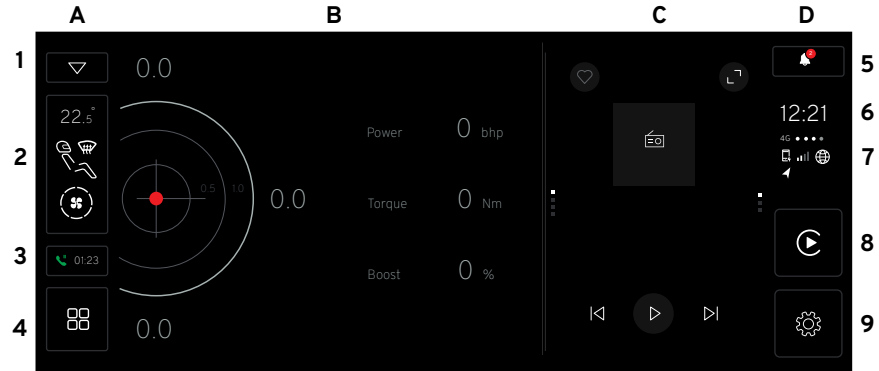 A B C D
1 0.0 5
22.5° 12:21 6
2
4G
Power 0 bhp
2 7
0.5 1.0
0.0 Torque 0 Nm
3 01:23 8
Boost 0 %
4 0.0 9